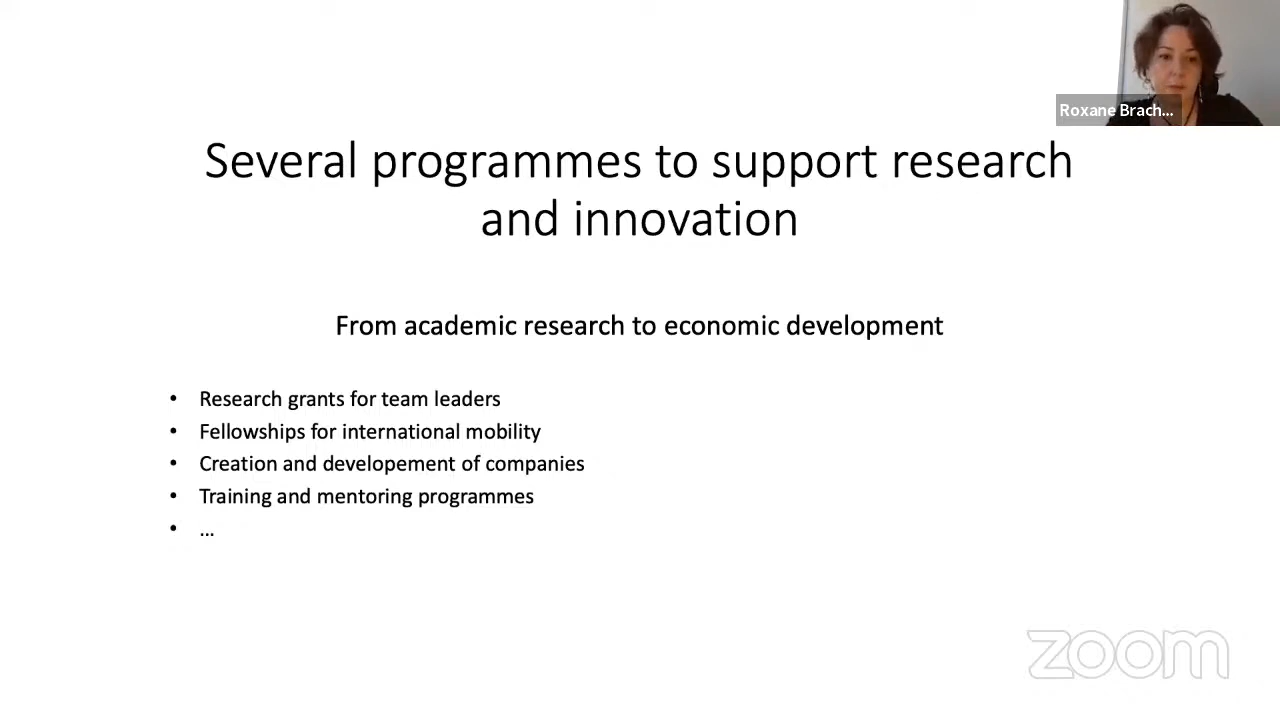 Roxane Brach...
Several programmes to support research
and innovation
From academic research to economic development
• Research grants for team leaders
• Fellowships for international mobility
• Creation and developement of companies
• Training and mentoring programmes
• ...
zoom